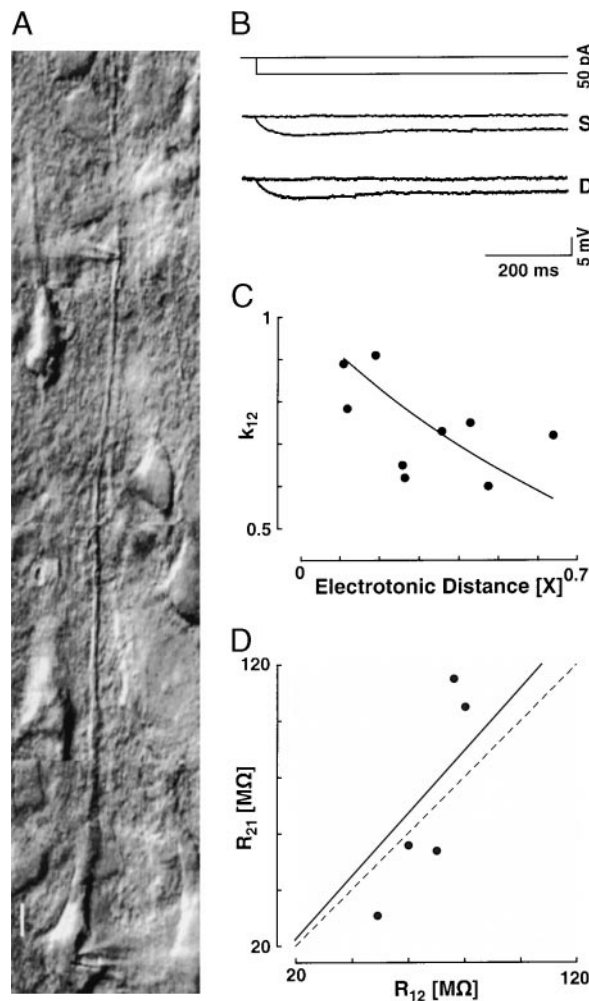 A
B
50 pA
S
D
5 mV
200 ms
C
1
k12
0.5
0
0.7
Electrotonic Distance [X]
D
120
R21 [MΩ]
20
20
120
R12 [MΩ]